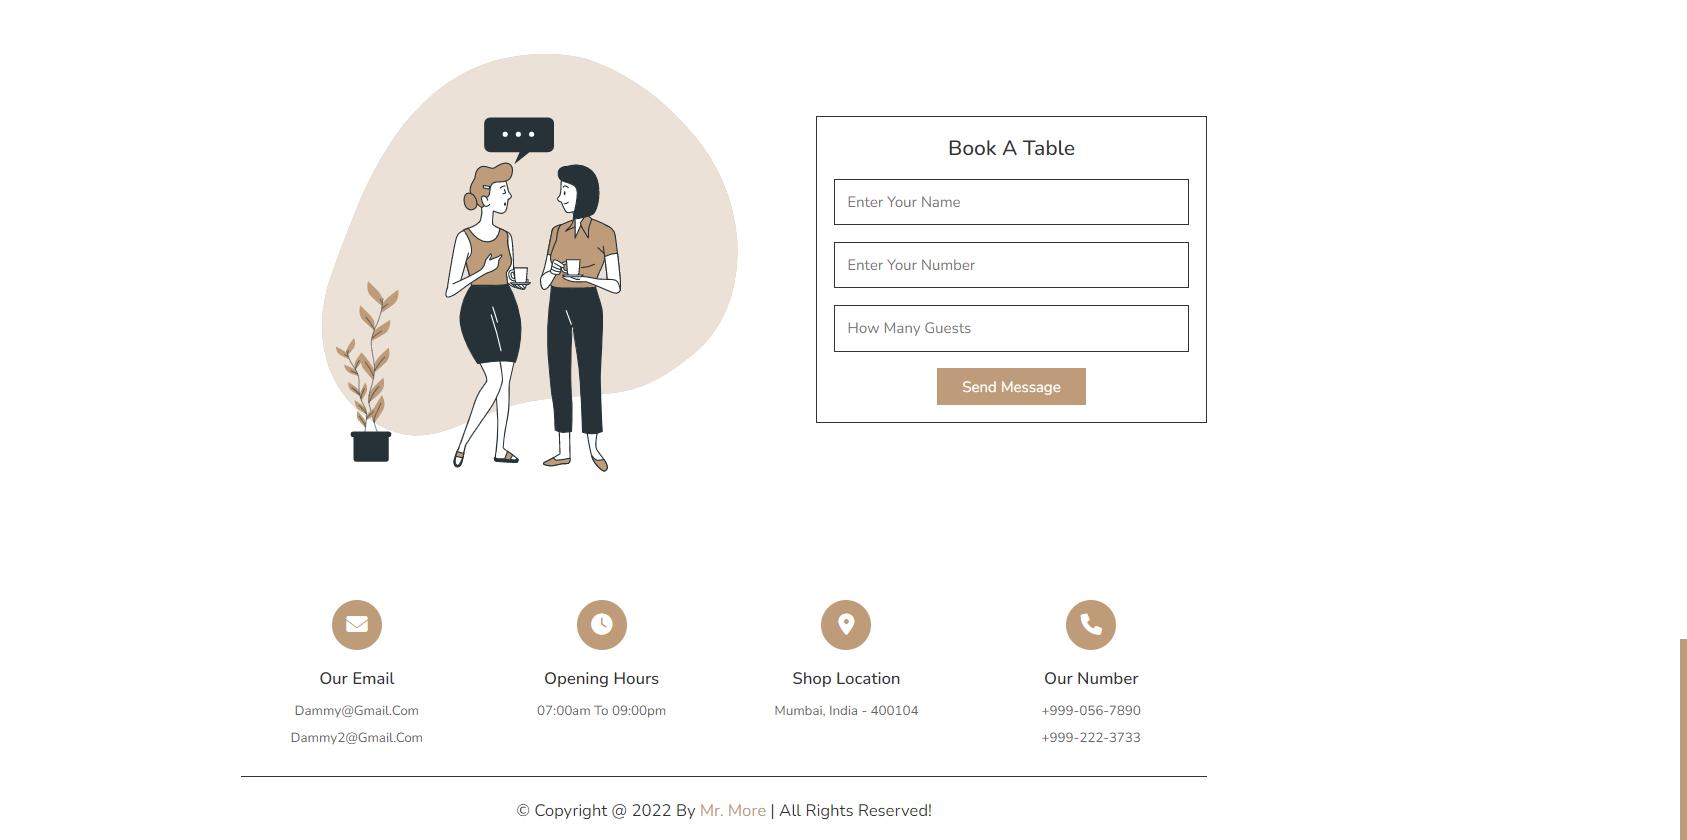 Book A Table
Enter Your Name
Enter Your Number
How Many Guests
Send Message
Our Email
Dammy@Gmail.Com
Dammy2@Gmail.Com
Opening Hours
07:00am To 09:00pm
Shop Location
Mumbai, India - 400104
Our Number
+999-056-7890
+999-222-3733
© Copyright @ 2022 By Mr. More | All Rights Reserved!